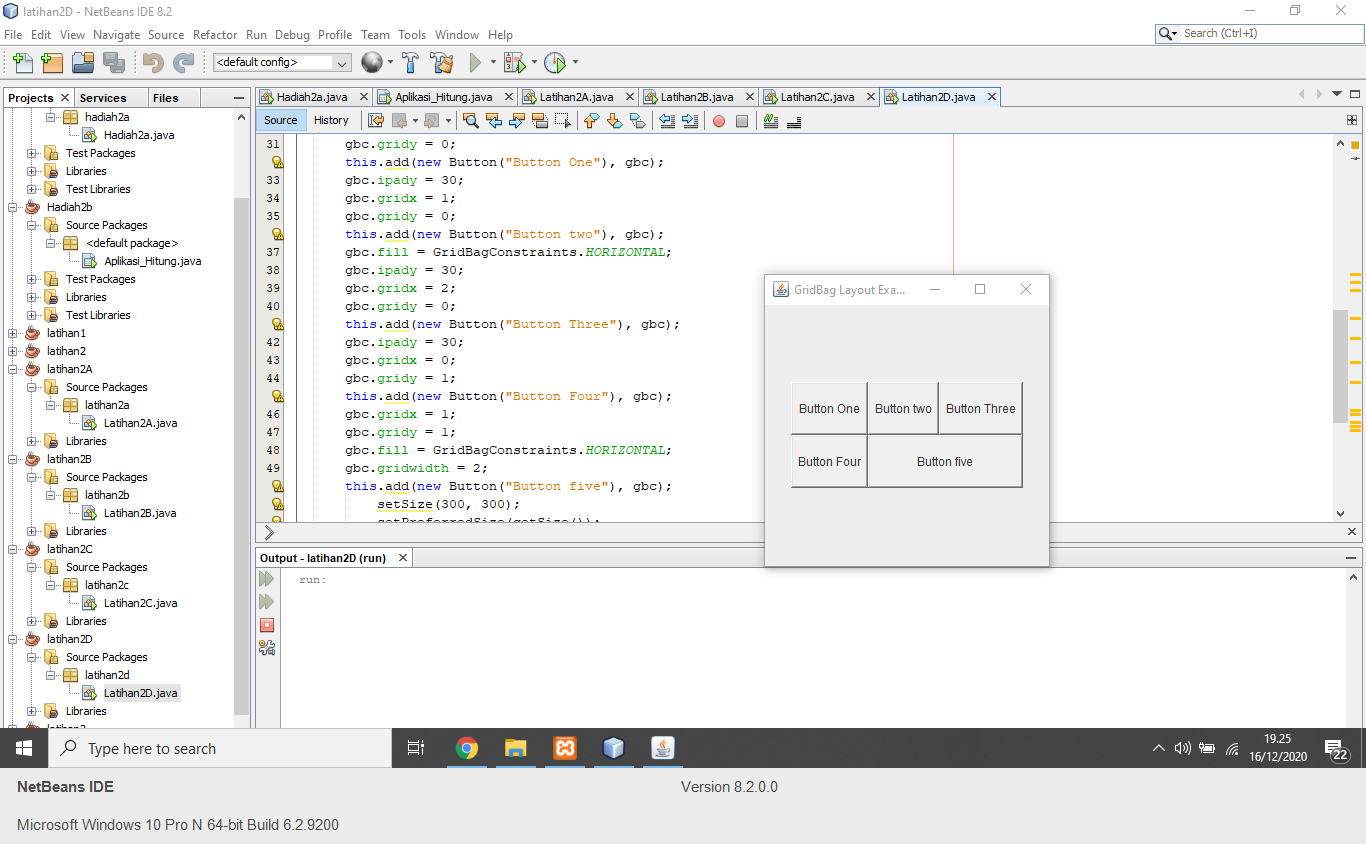 latihan2D - NetBeans IDE 8.2
File Edit View Navigate Source Refactor Run Debug Profile Team Tools Window Help
Search (Ctrl+I)
<default config>
Projects Services Files
hadiah2a
Hadiah2a.java
Test Packages
Libraries
Test Libraries
Hadiah2b
Source Packages
<default package>
Aplikasi_Hitung.java
Test Packages
Libraries
Test Libraries
latihan1
latihan2
latihan2A
Source Packages
latihan2a
Latihan2A.java
Libraries
latihan2B
Source Packages
latihan2b
Latihan2B.java
Libraries
latihan2C
Source Packages
latihan2c
Latihan2C.java
Libraries
latihan2D
Source Packages
latihan2d
Latihan2D.java
Libraries
Hadiah2a.java Aplikasi_Hitung.java Latihan2A.java Latihan2B.java Latihan2C.java Latihan2D.java
Source History
31 gbc.gridy = 0;
this.add(new Button("Button One"), gbc);
33 gbc.ipady = 30;
34 gbc.gridx = 1;
35 gbc.gridy = 0;
this.add(new Button("Button two"), gbc);
37 gbc.fill = GridBagConstraints.HORIZONTAL;
38 gbc.ipady = 30;
39 gbc.gridx = 2;
40 gbc.gridy = 0;
this.add(new Button("Button Three"), gbc);
42 gbc.ipady = 30;
43 gbc.gridx = 0;
44 gbc.gridy = 1;
this.add(new Button("Button Four"), gbc);
46 gbc.gridx = 1;
47 gbc.gridy = 1;
48 gbc.fill = GridBagConstraints.HORIZONTAL;
49 gbc.gridwidth = 2;
this.add(new Button("Button five"), gbc);
setSize(300, 300);
setPreferredSize(getSize());
GridBag Layout Exa...
Button One Button two Button Three
Button Four Button five
Output - latihan2D (run)
run:
Type here to search
19.25
16/12/2020
22
NetBeans IDE Version 8.2.0.0
Microsoft Windows 10 Pro N 64-bit Build 6.2.9200